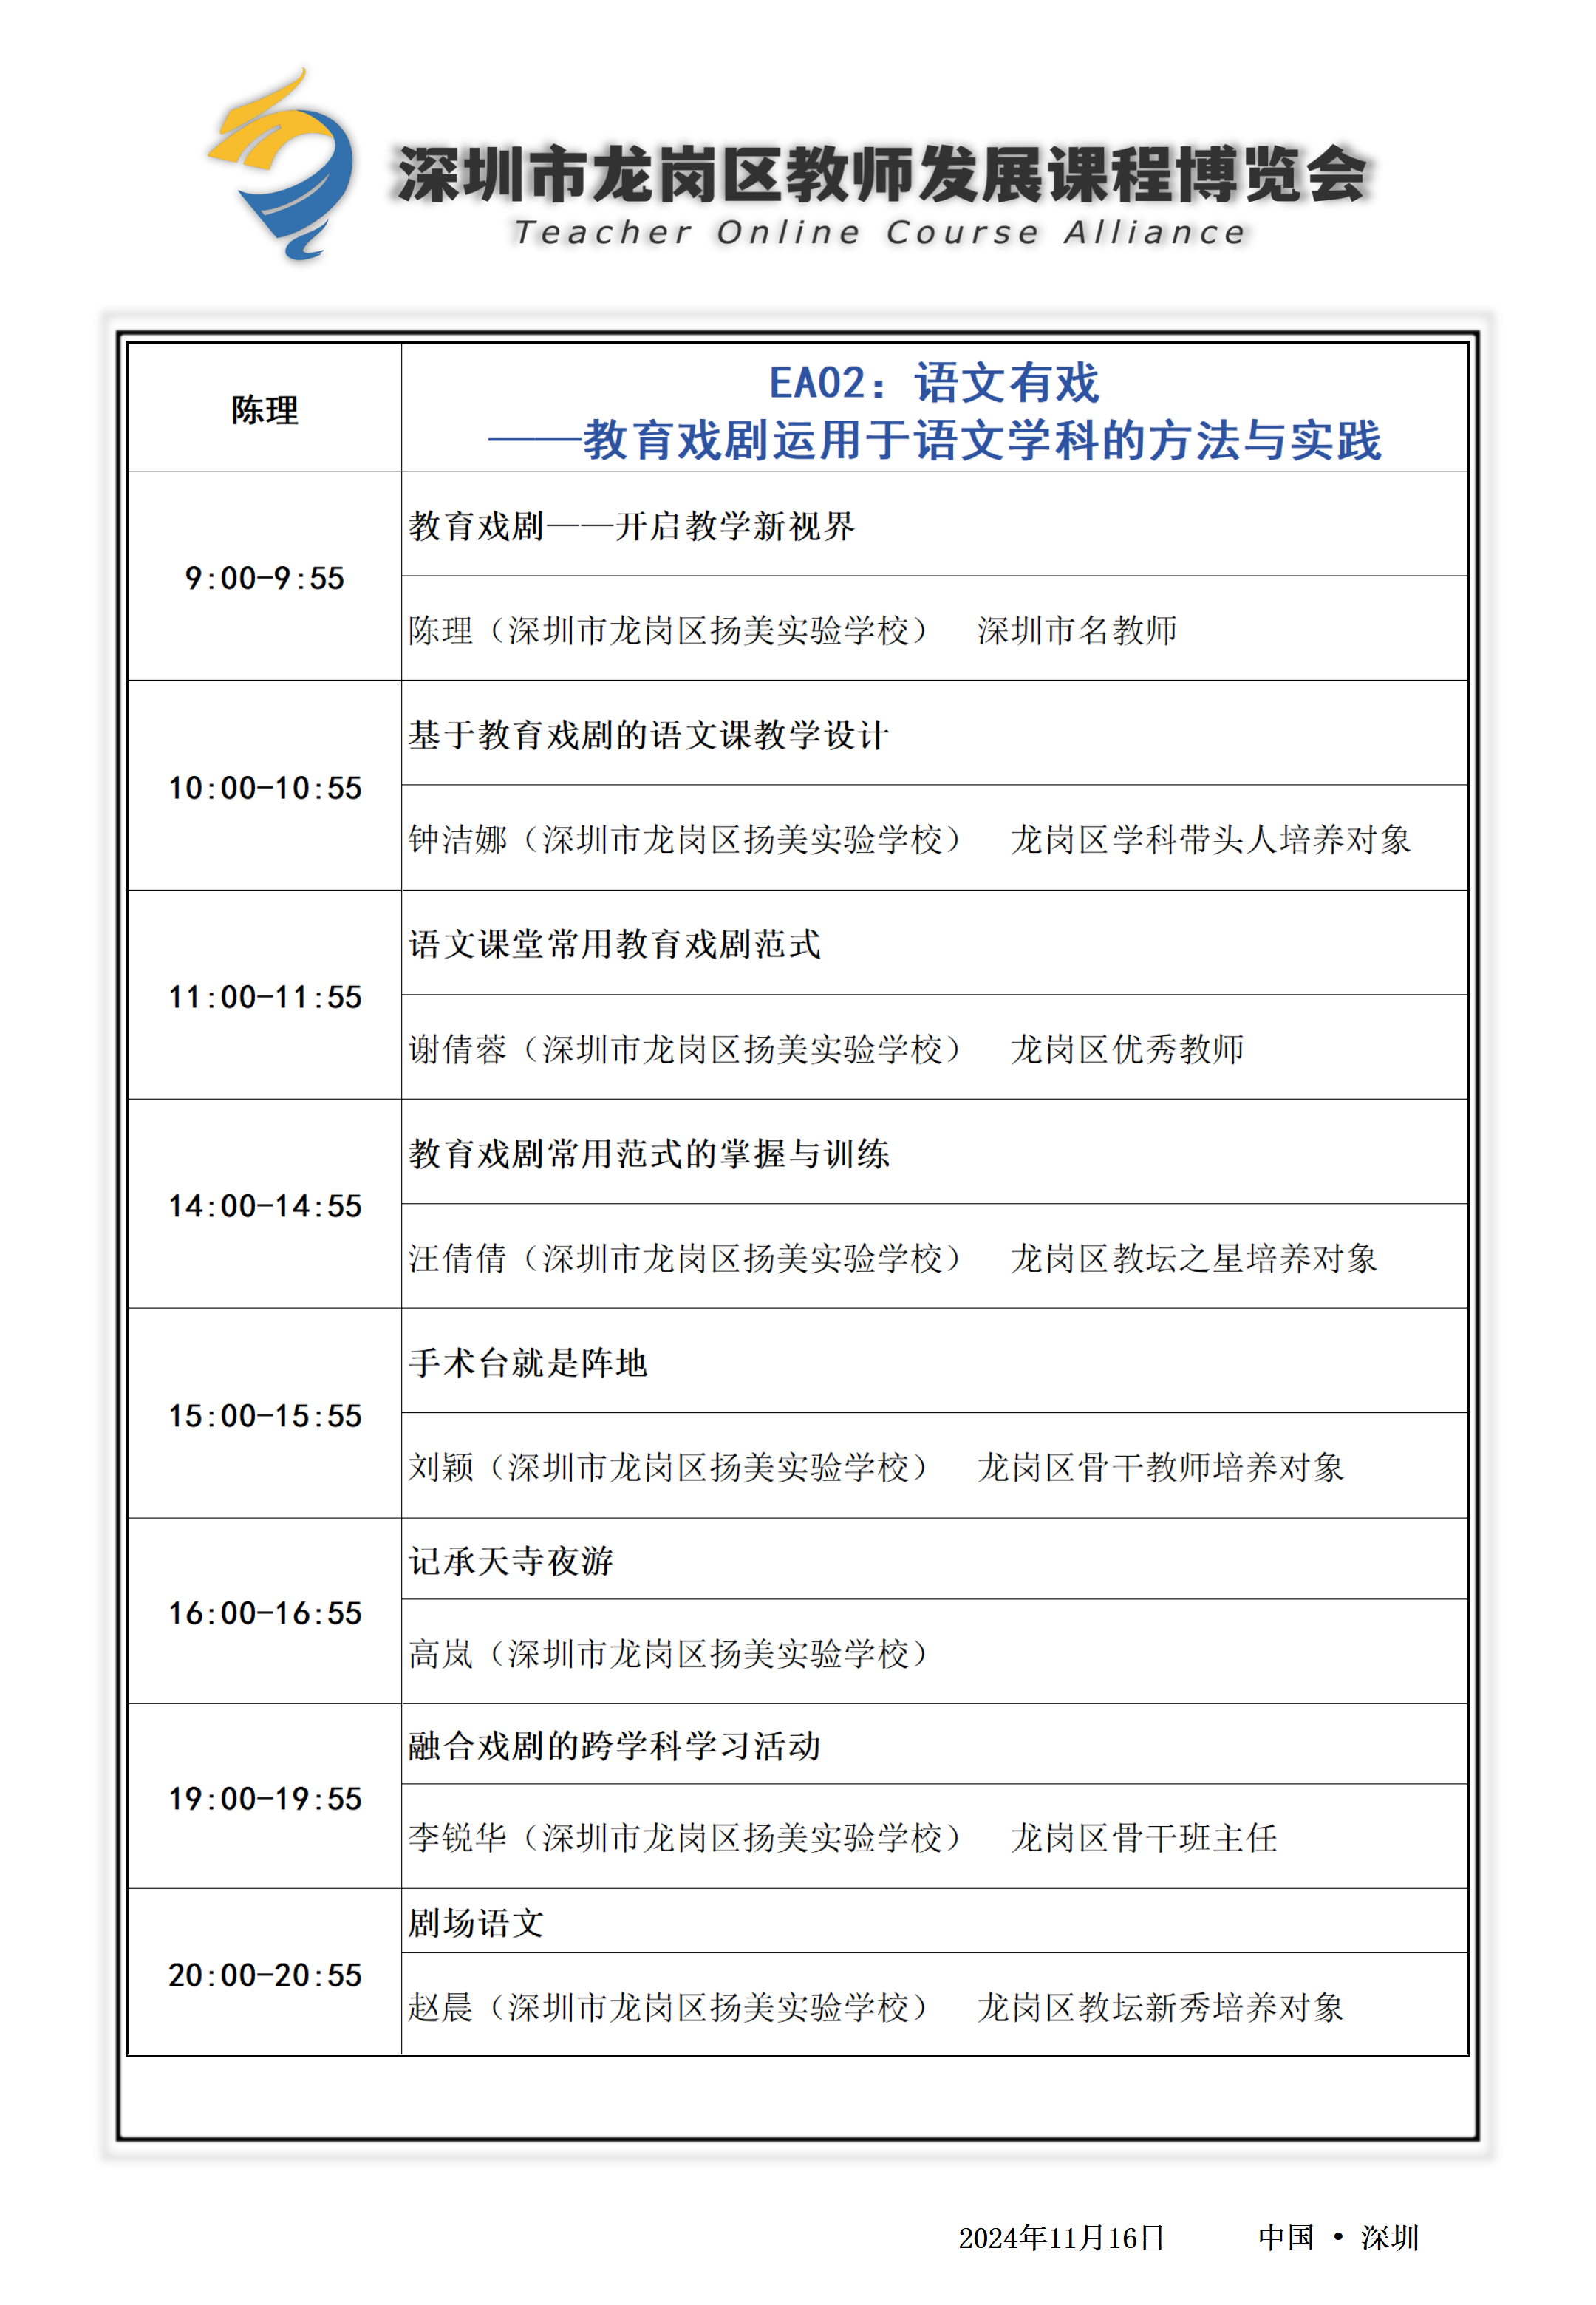 深圳市龙岗区教师发展课程博览会
Teacher Online Course Alliance
陈理
EA02：语文有戏
——教育戏剧运用于语文学科的方法与实践
9:00-9:55
教育戏剧——开启教学新视界
陈理（深圳市龙岗区扬美实验学校） 深圳市名教师
10:00-10:55
基于教育戏剧的语文课教学设计
钟洁娜（深圳市龙岗区扬美实验学校） 龙岗区学科带头人培养对象
11:00-11:55
语文课堂常用教育戏剧范式
谢倩蓉（深圳市龙岗区扬美实验学校） 龙岗区优秀教师
14:00-14:55
教育戏剧常用范式的掌握与训练
汪倩倩（深圳市龙岗区扬美实验学校） 龙岗区教坛之星培养对象
15:00-15:55
手术台就是阵地
刘颖（深圳市龙岗区扬美实验学校） 龙岗区骨干教师培养对象
16:00-16:55
记承天寺夜游
高岚（深圳市龙岗区扬美实验学校）
19:00-19:55
融合戏剧的跨学科学习活动
李锐华（深圳市龙岗区扬美实验学校） 龙岗区骨干班主任
20:00-20:55
剧场语文
赵晨（深圳市龙岗区扬美实验学校） 龙岗区教坛新秀培养对象
2024年11月16日 中国 • 深圳